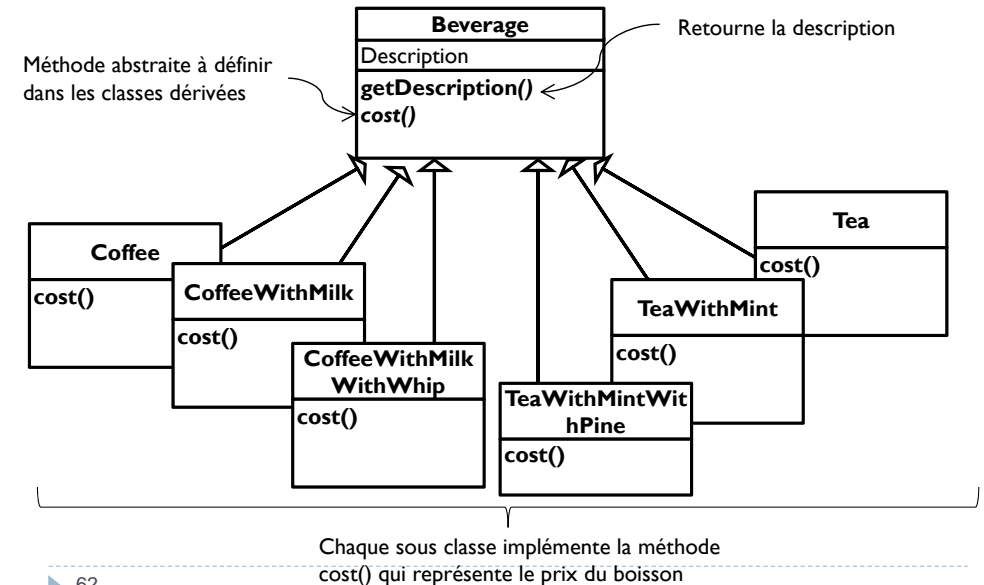 Beverage
Description
getDescription()
cost()
Retourne la description
Méthode abstraite à définir
dans les classes dérivées
Coffee
cost()
CoffeeWithMilk
cost()
CoffeeWithMilk
WithWhip
cost()
TeaWithMintWit
hPine
cost()
TeaWithMint
cost()
Tea
cost()
Chaque sous classe implémente la méthode
cost() qui représente le prix du boisson
62